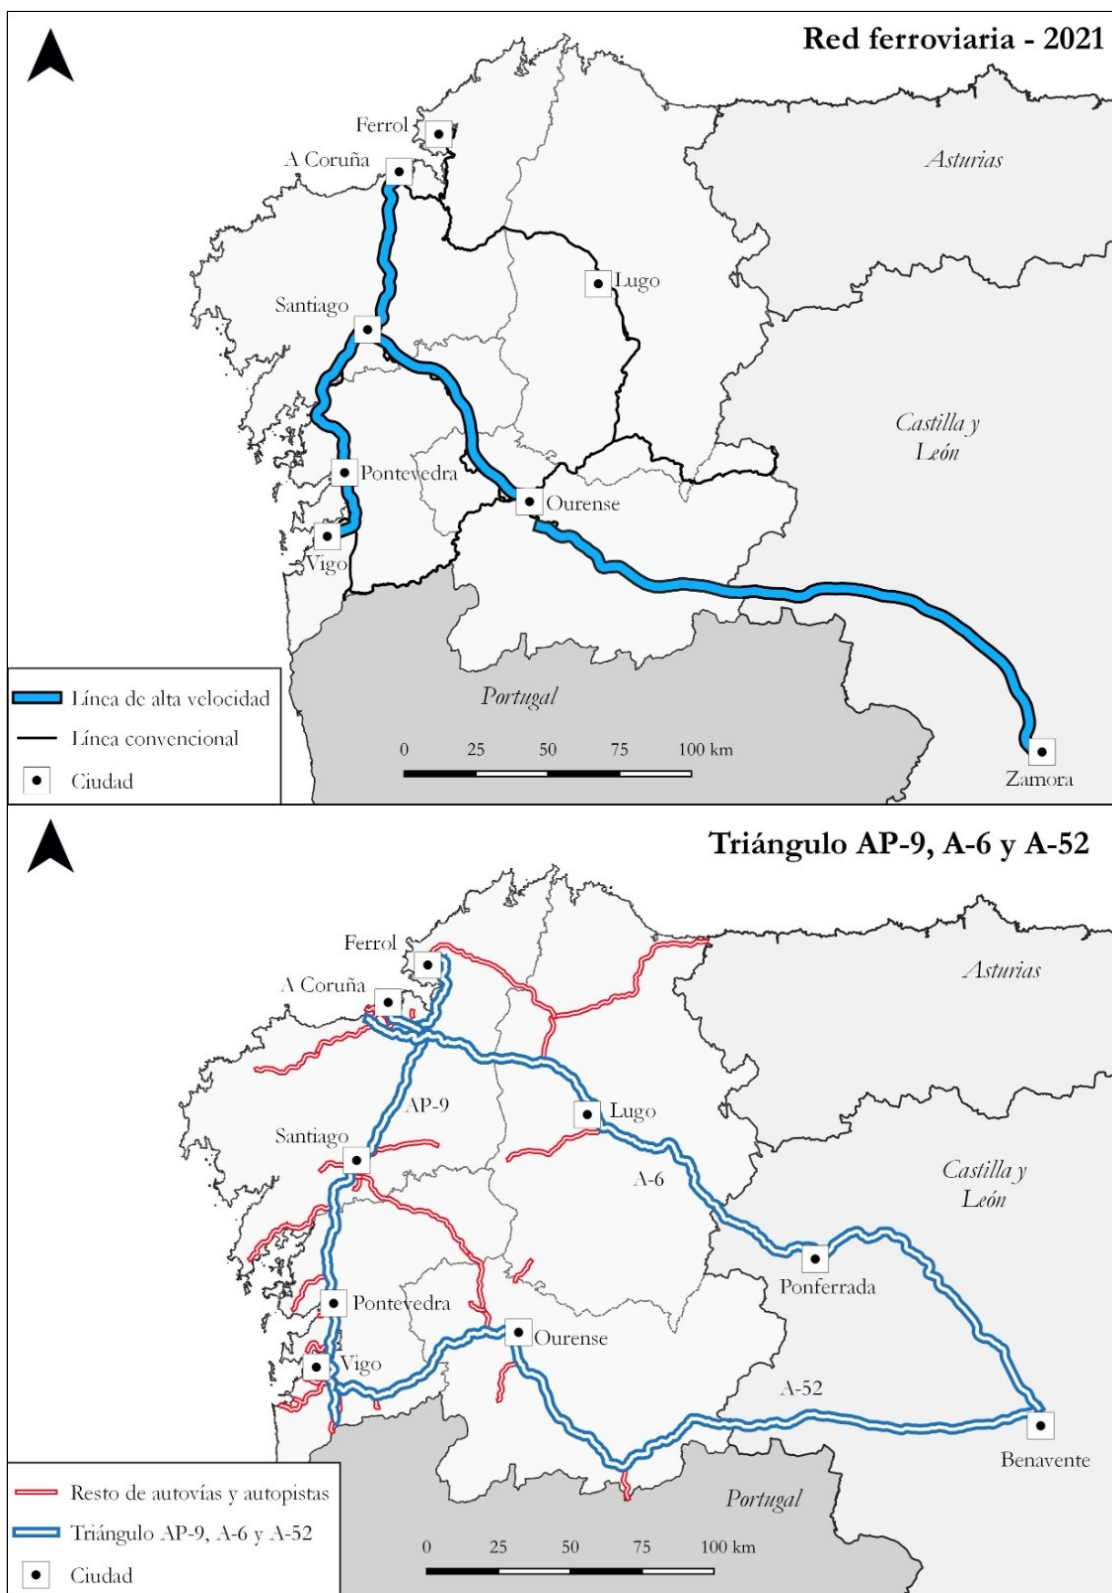 Red ferroviaria - 2021
Ferrol
A Coruña
Asturias
Lugo
Santiago
Castilla y
León
Pontevedra
Ourense
Vigo
Línea de alta velocidad
Línea convencional
Ciudad
Portugal
0 25 50 75 100 km
Zamora
Triángulo AP-9, A-6 y A-52
Ferrol
A Coruña
Asturias
AP-9
Lugo
Santiago
A-6
Castilla y
León
Ponferrada
Pontevedra
Ourense
Vigo
A-52
Benavente
Resto de autovías y autopistas
Triángulo AP-9, A-6 y A-52
Ciudad
Portugal
0 25 50 75 100 km